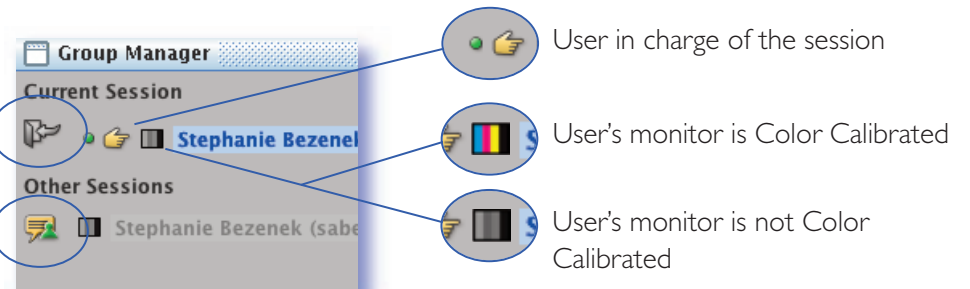 Group Manager
User in charge of the session
Current Session
Stephanie Bezenek
User's monitor is Color Calibrated
Other Sessions
Stephanie Bezenek (sabe
User's monitor is not Color
Calibrated